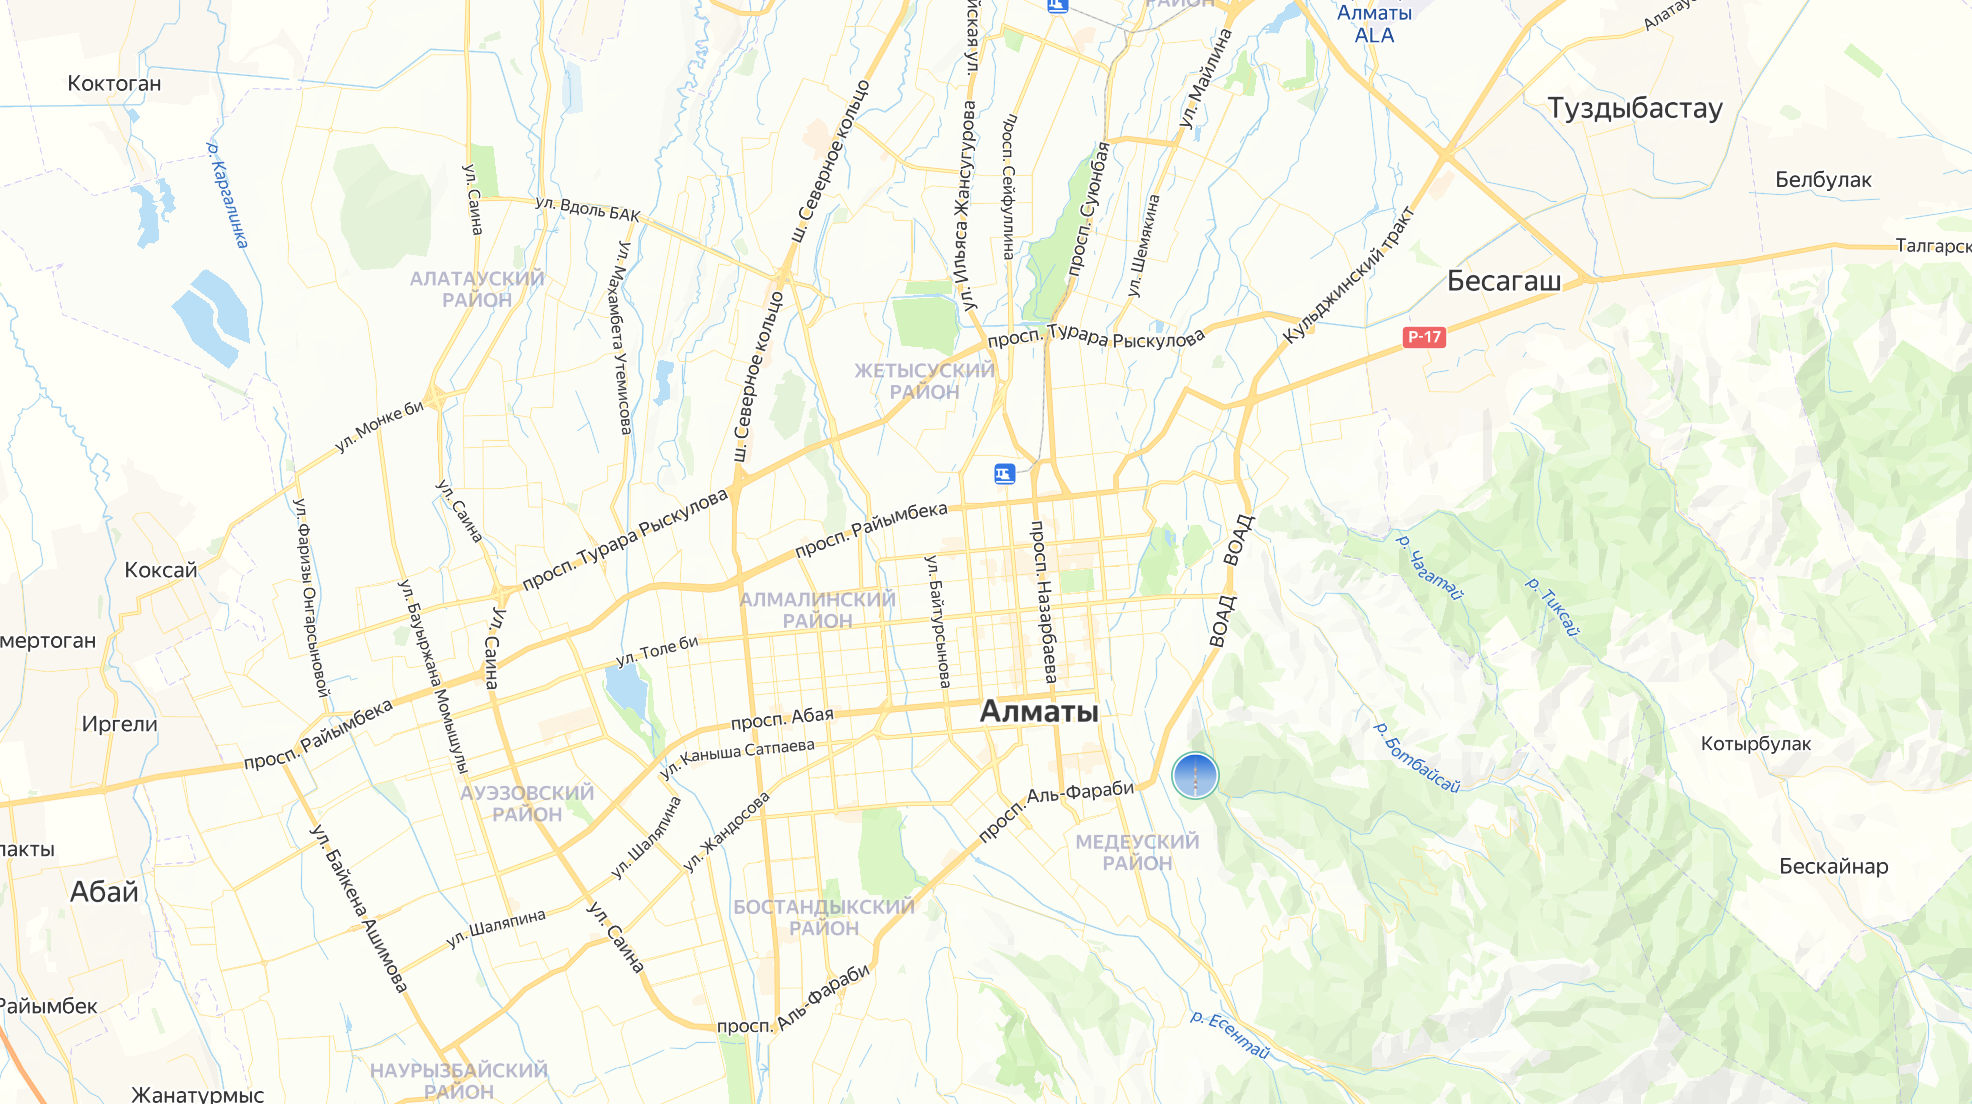 РАЙОН
Алматы
ALA
Алатау
Коктоган
Туздыбастау
йская ул.
ул. Майлина
ш. Северное кольцо
ул. Ильяса Жансугурова
просп. Сейфуллина
просп. Суюнбая
р. Каргалинка
ул. Саина
ул. Вдоль БАК
Белбулак
ул. Шемякина
Кульджинский тракт
Талгарск
АЛАТАУСКИЙ
РАЙОН
Бесагаш
ул. Махамбета Утемисова
ш. Северное кольцо
просп. Турара Рыскулова
Р-17
ЖЕТЫСУСКИЙ
РАЙОН
ул. Монке би
ул. Саина
просп. Турара Рыскулова
просп. Райымбека
ул. Фаризы Онгарсыновой
просп. Назарбаева
ВОАД
р. Чагатай
р. Тиксай
Коксай
ул. Байтурсынова
ул. Бауыржана Момышулы
АЛМАЛИНСКИЙ
РАЙОН
ВОАД
ул. Саина
мертоган
ул. Толе би
Иргели
просп. Райымбека
просп. Абая
Алматы
ул. Каныша Сатпаева
р. Ботбайсай
Котырбулак
АУЭЗОВСКИЙ
РАЙОН
просп. Аль-Фараби
ул. Шаляпина
ул. Жандосова
МЕДЕУСКИЙ
РАЙОН
лакты
Абай
ул. Байкена Ашимова
Бескайнар
БОСТАНДЫКСКИЙ
РАЙОН
ул. Шаляпина
ул. Саина
просп. Аль-Фараби
Райымбек
р. Есентай
НАУРЫЗБАЙСКИЙ
РАЙОН
Жанатурмыс